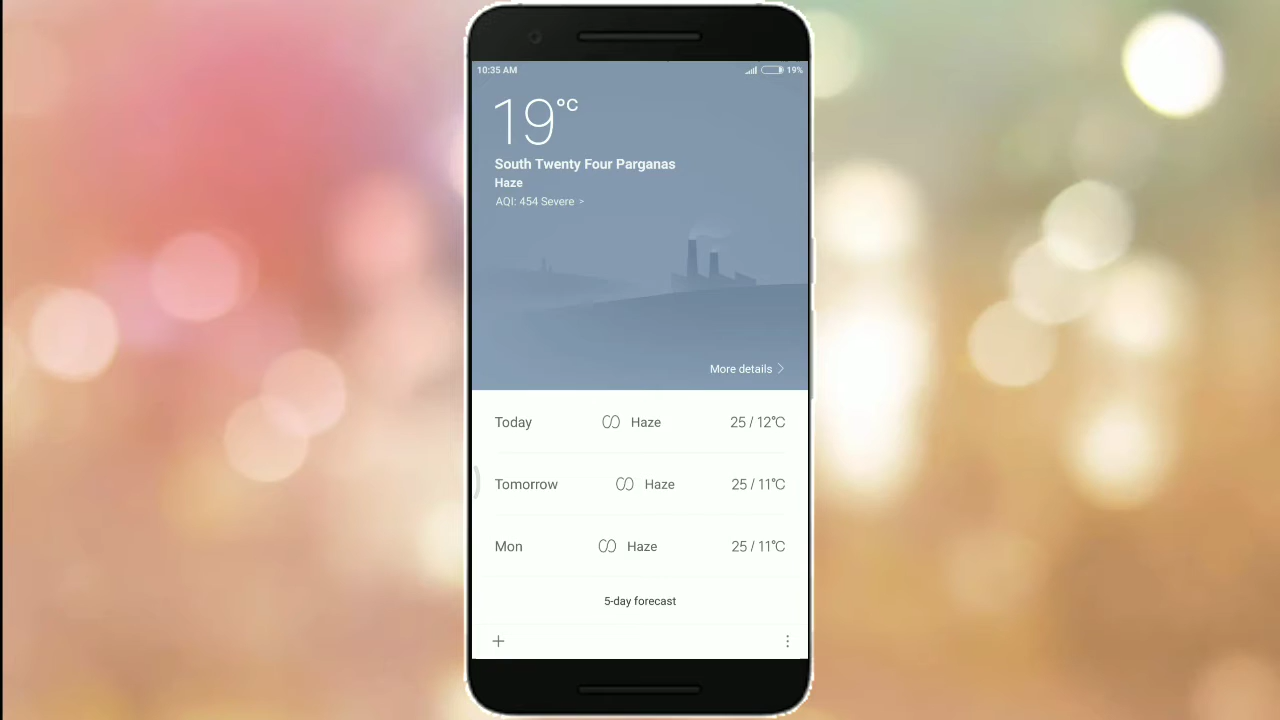 10:35 AM 19%
19°C
South Twenty Four Parganas
Haze
AQI: 454 Severe >
More details >
Today Haze 25 / 12°C
Tomorrow Haze 25 / 11°C
Mon Haze 25 / 11°C
5-day forecast